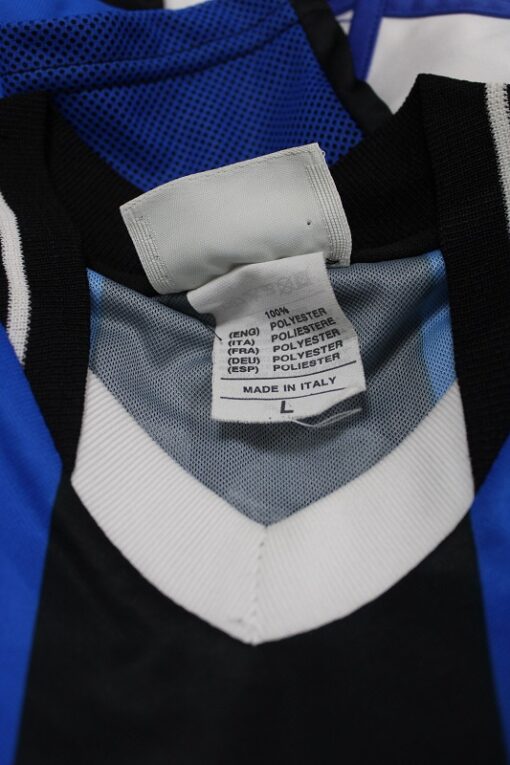 100%
(ENG) POLYESTER
(ITA) POLIESTERE
(FRA) POLYESTER
(DEU) POLYESTER
(ESP) POLIESTER
MADE IN ITALY
L